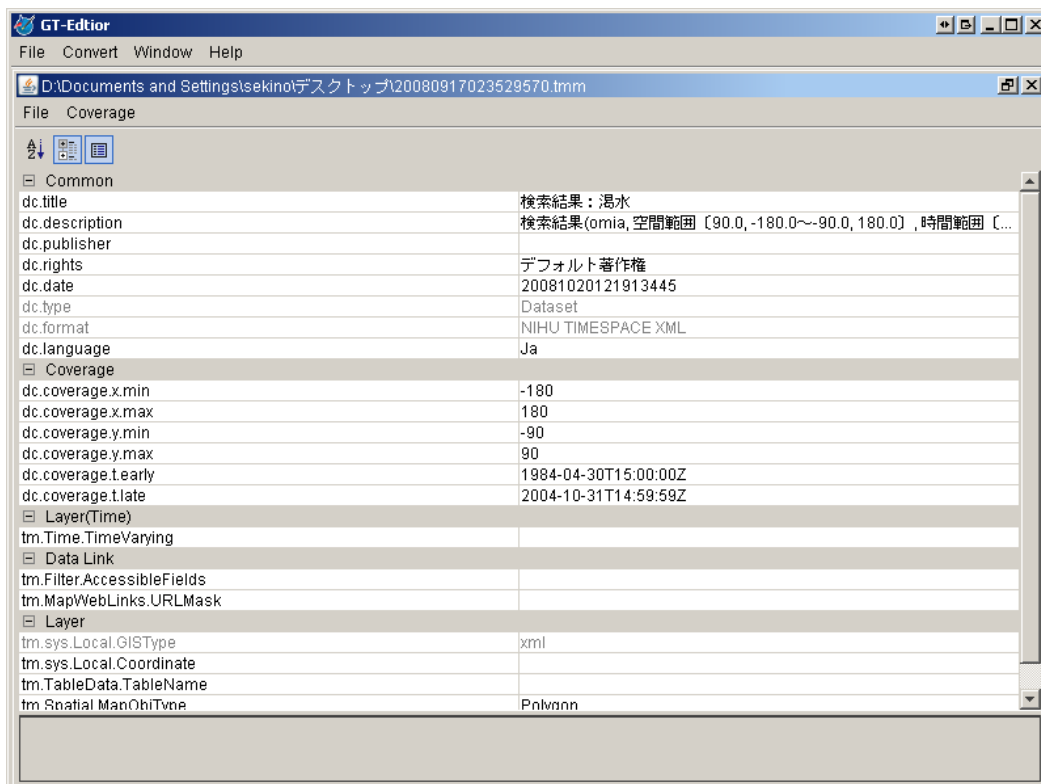 GT-Edtior
File Convert Window Help
D:\Documents and Settings\sekino\デスクトップ\20080917023529570.tmm
File Coverage
Common
dc.title 検索結果：渇水
dc.description 検索結果(omia, 空間範囲〔90.0, -180.0～-90.0, 180.0〕, 時間範囲〔...
dc.publisher
dc.rights デフォルト著作権
dc.date 20081020121913445
dc.type Dataset
dc.format NIHU TIMESPACE XML
dc.language Ja
Coverage
dc.coverage.x.min -180
dc.coverage.x.max 180
dc.coverage.y.min -90
dc.coverage.y.max 90
dc.coverage.t.early 1984-04-30T15:00:00Z
dc.coverage.t.late 2004-10-31T14:59:59Z
Layer(Time)
tm.Time.TimeVarying
Data Link
tm.Filter.AccessibleFields
tm.MapWebLinks.URLMask
Layer
tm.sys.Local.GISType xml
tm.sys.Local.Coordinate
tm.TableData.TableName
tm.Spatial.MapObjType Polygon